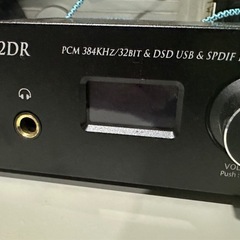 2DR
PCM 384KHz/32BIT & DSD USB & SPDIF
VOL
Push